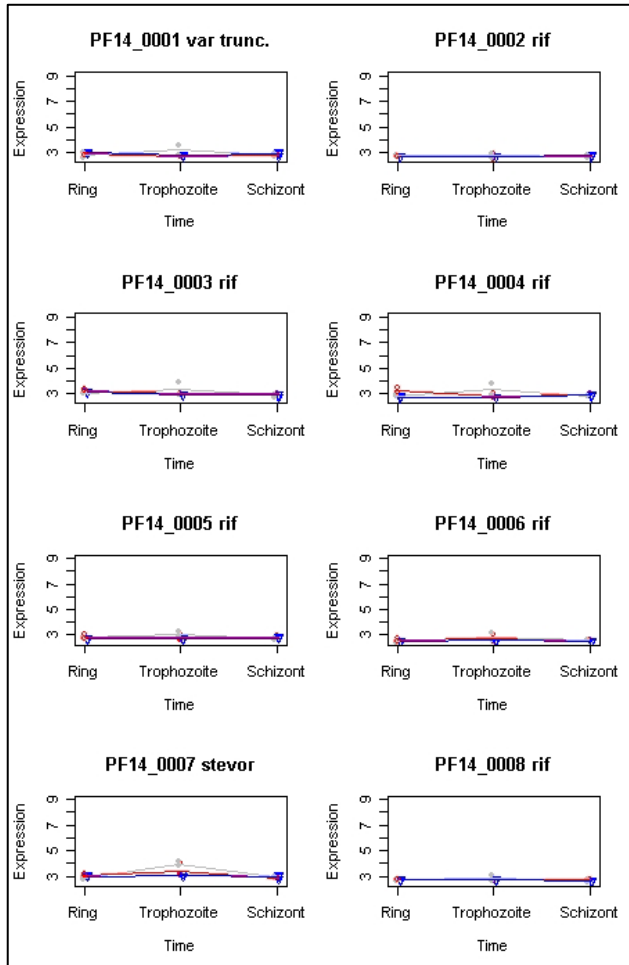 PF14_0001 var trunc.
Expression
3 5 7 9
Ring Trophozoite Schizont
Time
PF14_0002 rif
Expression
3 5 7 9
Ring Trophozoite Schizont
Time
PF14_0003 rif
Expression
3 5 7 9
Ring Trophozoite Schizont
Time
PF14_0004 rif
Expression
3 5 7 9
Ring Trophozoite Schizont
Time
PF14_0005 rif
Expression
3 5 7 9
Ring Trophozoite Schizont
Time
PF14_0006 rif
Expression
3 5 7 9
Ring Trophozoite Schizont
Time
PF14_0007 stevor
Expression
3 5 7 9
Ring Trophozoite Schizont
Time
PF14_0008 rif
Expression
3 5 7 9
Ring Trophozoite Schizont
Time